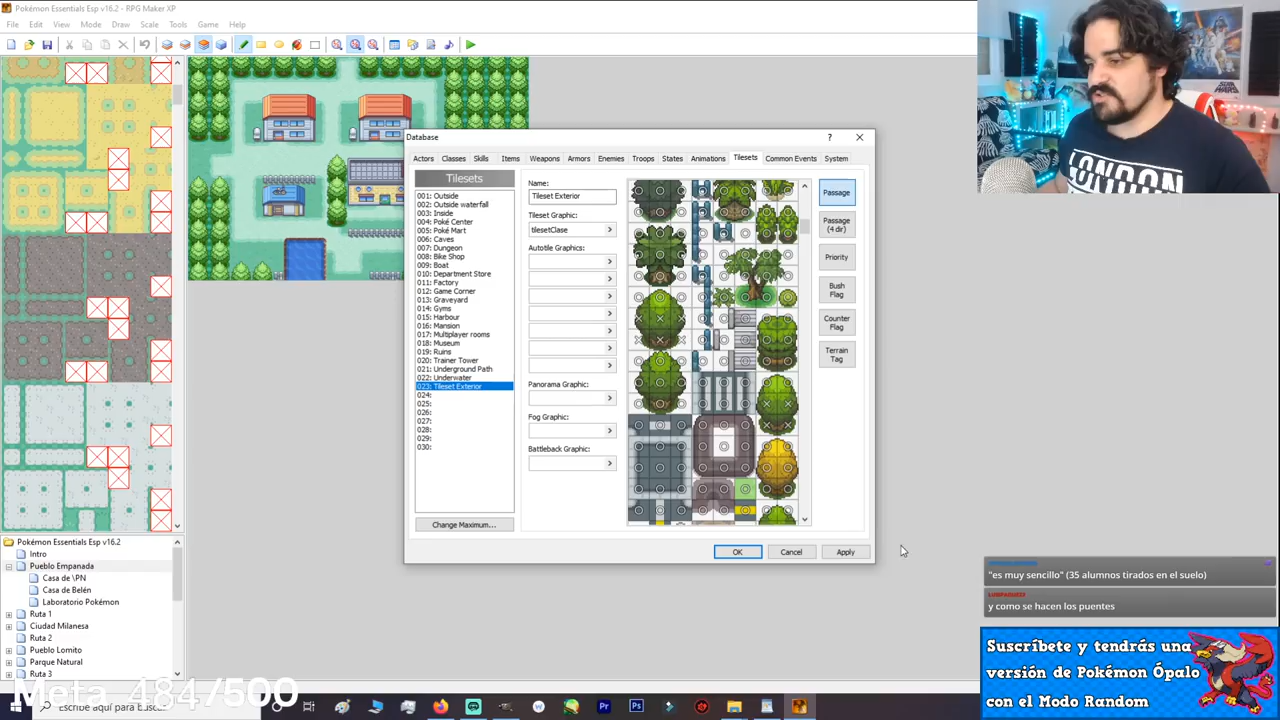 Pokémon Essentials Esp v16.2 - RPG Maker XP
File Edit View Mode Draw Scale Tools Game Help
Database
Actors Classes Skills Items Weapons Armors Enemies Troops States Animations Tilesets Common Events System
Tilesets
001: Outside
002: Outside waterfall
003: Inside
004: Poké Center
005: Poké Mart
006: Caves
007: Dungeon
008: Bike Shop
009: Boat
010: Department Store
011: Factory
012: Game Corner
013: Graveyard
014: Gyms
015: Harbour
016: Mansion
017: Multiplayer rooms
018: Museum
019: Ruins
020: Trainer Tower
021: Underground Path
022: Underwater
023: Tileset Exterior
024:
025:
026:
027:
028:
029:
030:
Change Maximum...
Name:
Tileset Exterior
Tileset Graphic:
tilesetClase
Autotile Graphics:
Panorama Graphic:
Fog Graphic:
Battleback Graphic:
Passage
Passage
(4 dir)
Priority
Bush
Flag
Counter
Flag
Terrain
Tag
OK Cancel Apply
Pokémon Essentials Esp v16.2
Intro
Pueblo Empanada
Casa de \PN
Casa de Belén
Laboratorio Pokémon
Ruta 1
Ciudad Milanesa
Ruta 2
Pueblo Lomito
Parque Natural
Ruta 3
Meta 484/500
Escribe aquí para buscar
LONDON
STAR
WARS
"es muy sencillo" (35 alumnos tirados en el suelo)
y como se hacen los puentes
Suscríbete y tendrás una
versión de Pokémon Ópalo
con el Modo Random